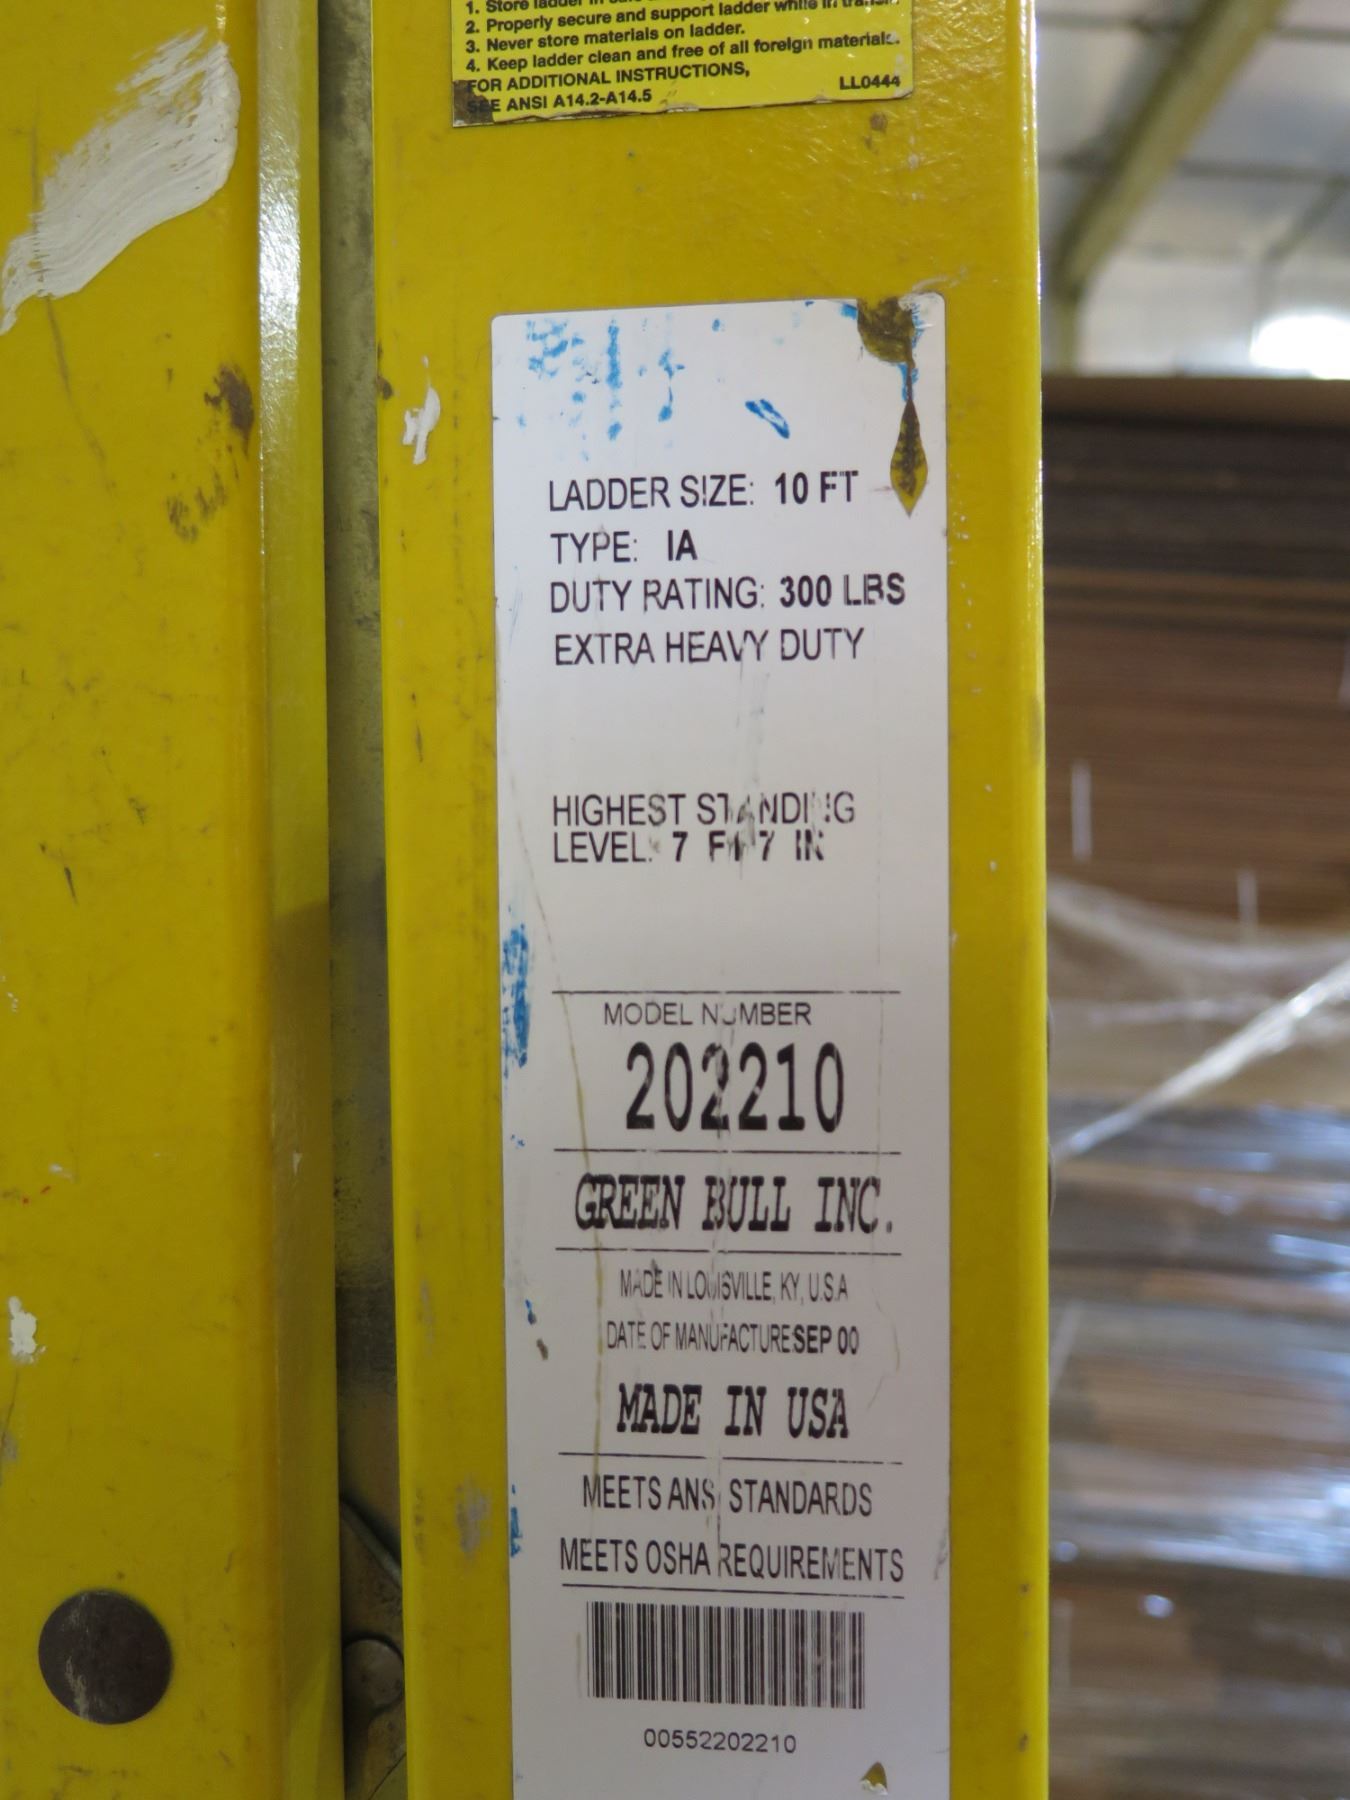 1. Store ladder in
2. Properly secure and support ladder while in
3. Never store materials on ladder.
4. Keep ladder clean and free of all foreign materials.
FOR ADDITIONAL INSTRUCTIONS,
SEE ANSI A14.2-A14.5 LL0444
LADDER SIZE: 10 FT
TYPE: IA
DUTY RATING: 300 LBS
EXTRA HEAVY DUTY
HIGHEST STANDING
LEVEL: 7 FT 7 IN
MODEL NUMBER
202210
GREEN BULL INC.
MADE IN LOUISVILLE, KY, U.S.A
DATE OF MANUFACTURE SEP 00
MADE IN USA
MEETS ANSI STANDARDS
MEETS OSHA REQUIREMENTS
00552202210